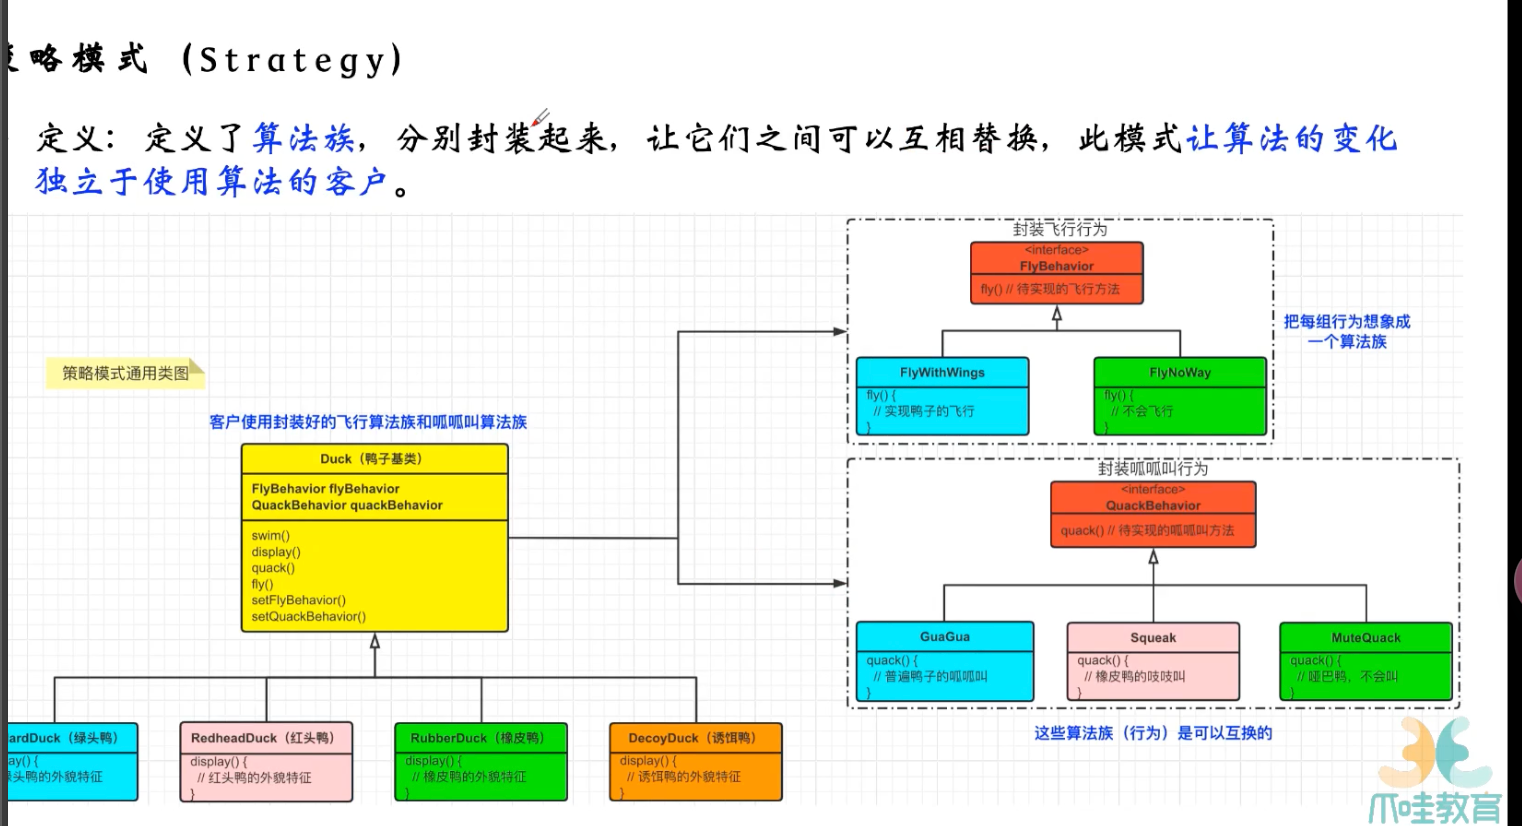 略模式 (Strategy)
定义： 定义了算法族，分别封装起来，让它们之间可以互相替换，此模式让算法的变化
独立于使用算法的客户。
封装飞行行为
<interface>
FlyBehavior
fly() // 待实现的飞行方法
把每组行为想象成
一个算法族
FlyWithWings
fly() {
// 实现鸭子的飞行
}
FlyNoWay
fly() {
// 不会飞行
}
策略模式通用类图
客户使用封装好的飞行算法族和呱呱叫算法族
Duck（鸭子基类）
FlyBehavior flyBehavior
QuackBehavior quackBehavior
swim()
display()
quack()
fly()
setFlyBehavior()
setQuackBehavior()
封装呱呱叫行为
<interface>
QuackBehavior
quack() // 待实现的呱呱叫方法
GuaGua
quack() {
// 普遍鸭子的呱呱叫
}
Squeak
quack() {
// 橡皮鸭的吱吱叫
}
MuteQuack
quack() {
// 哑巴鸭，不会叫
}
这些算法族（行为）是可以互换的
ardDuck（绿头鸭）
ay() {
头鸭的外貌特征
RedheadDuck（红头鸭）
display() {
// 红头鸭的外貌特征
}
RubberDuck（橡皮鸭）
display() {
// 橡皮鸭的外貌特征
}
DecoyDuck（诱饵鸭）
display() {
// 诱饵鸭的外貌特征
}
爪哇教育